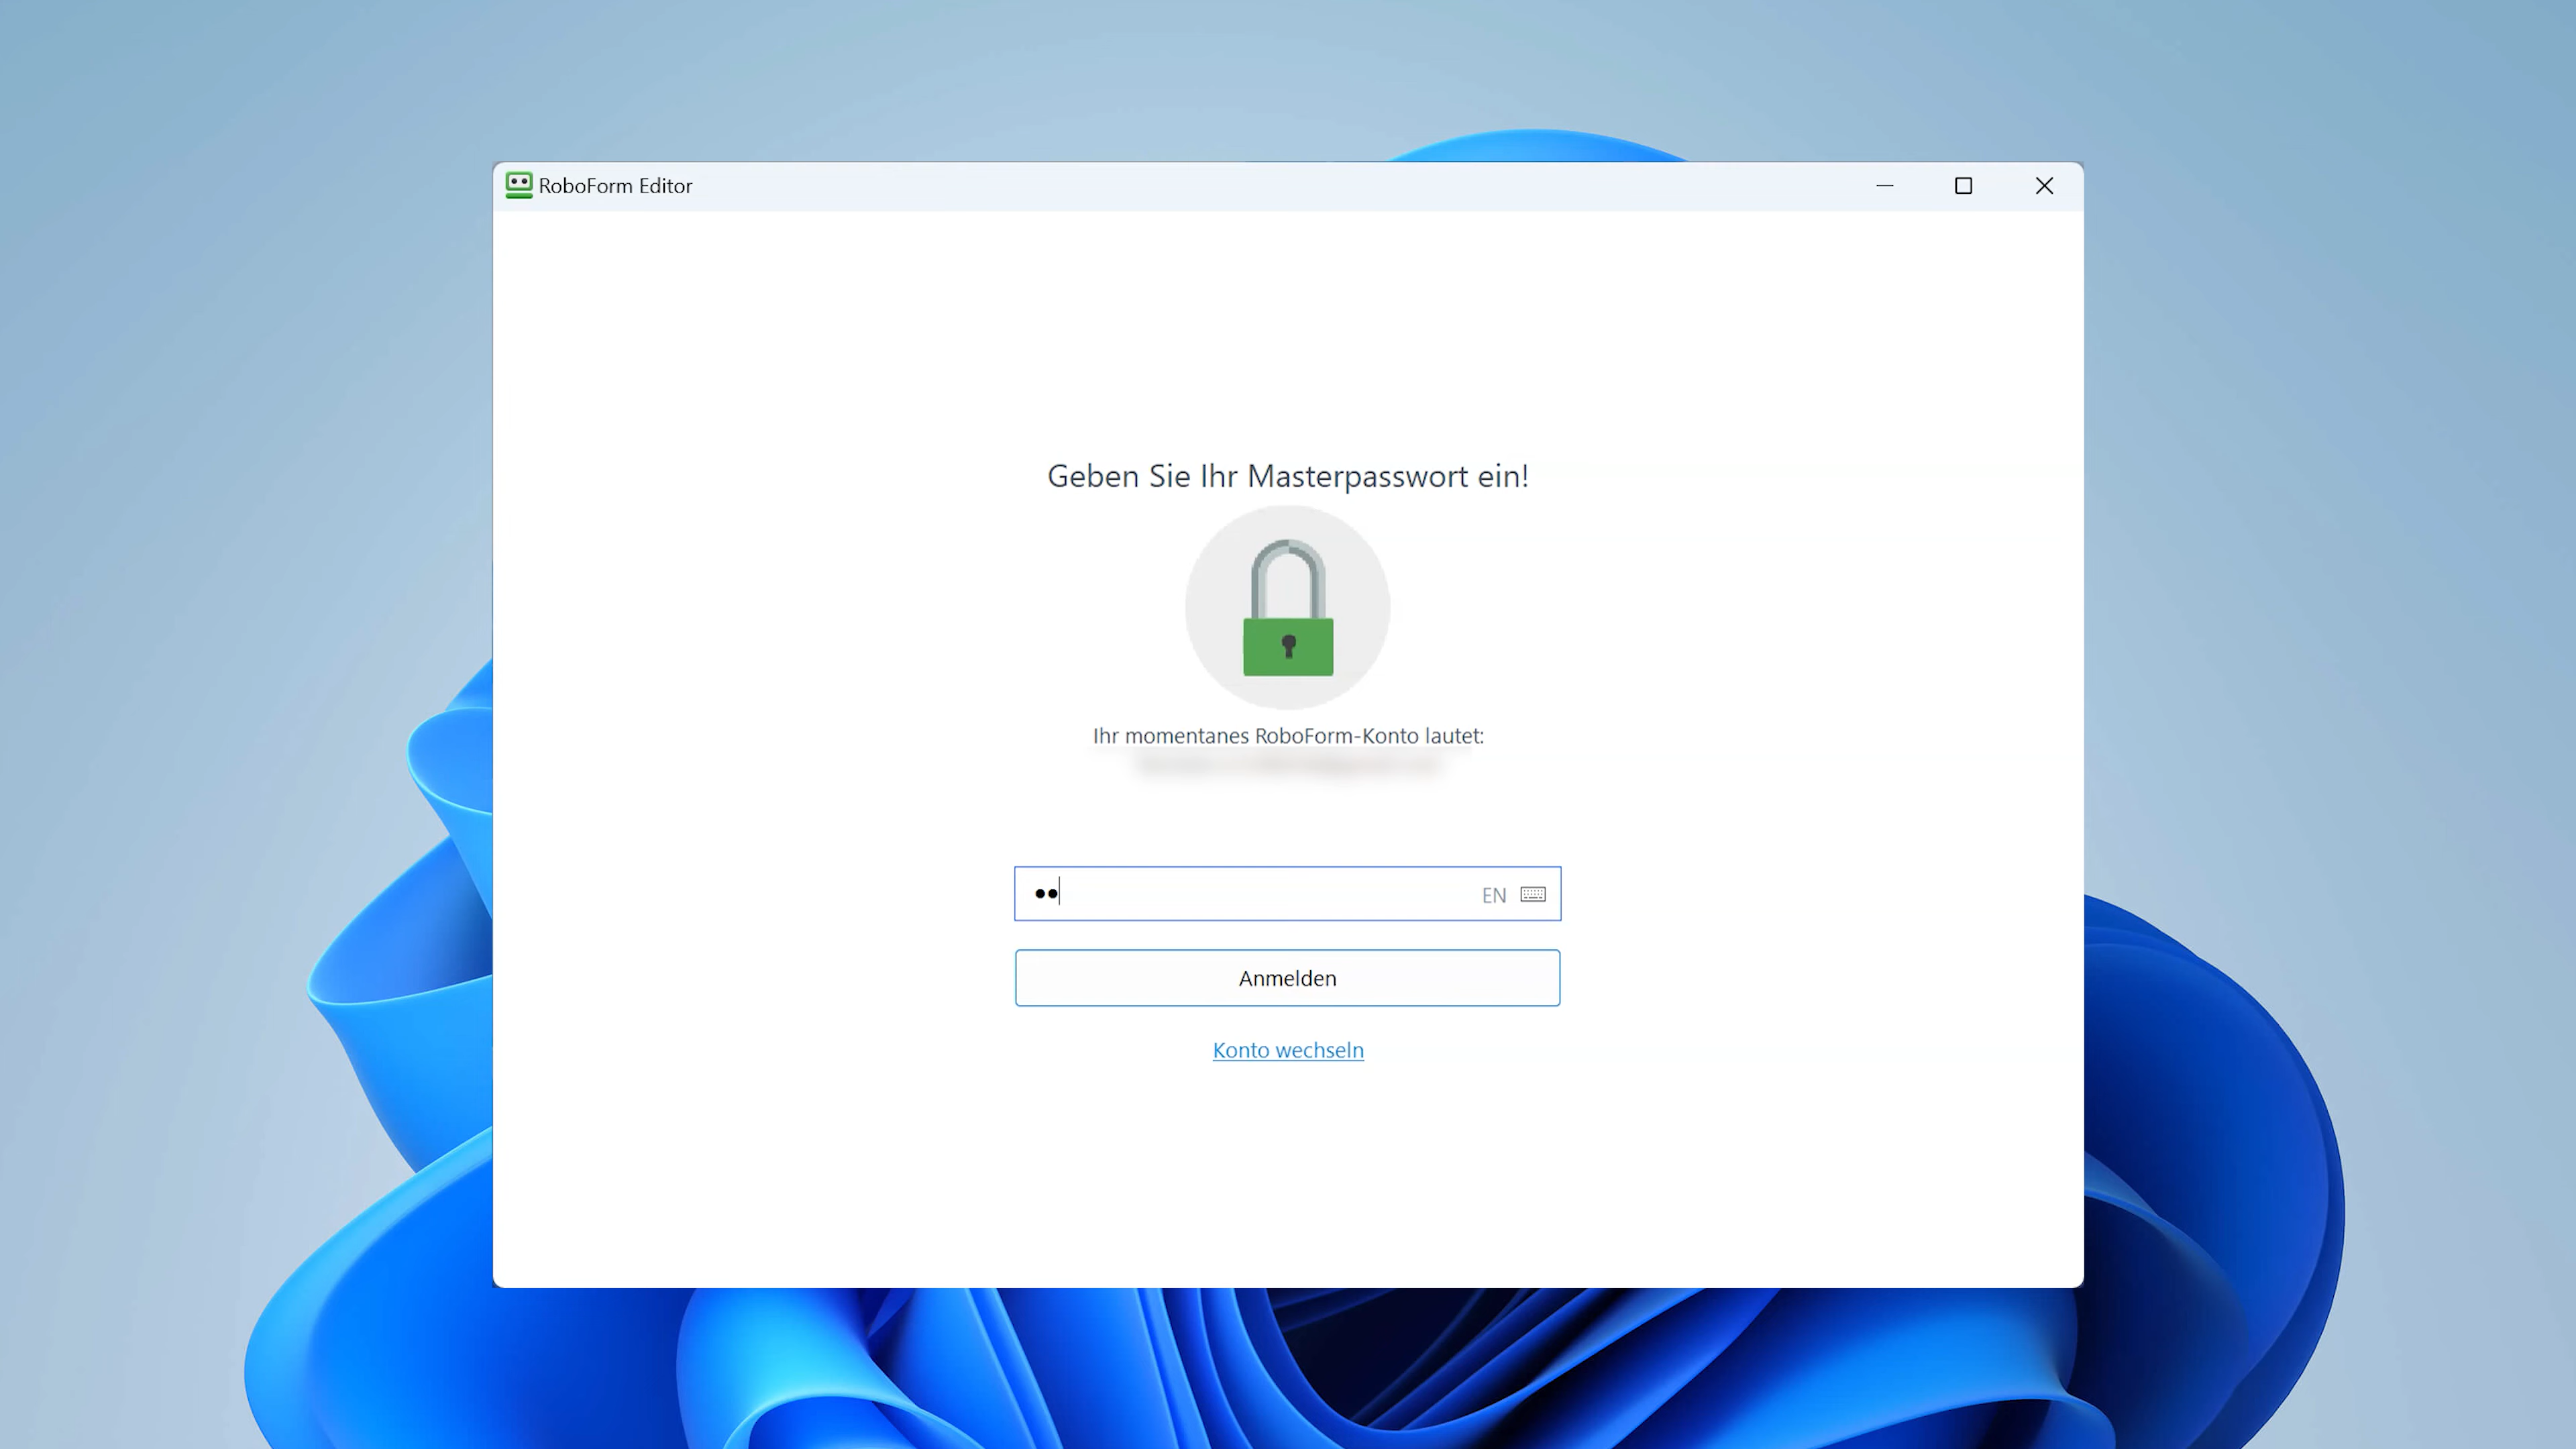 RoboForm Editor
Geben Sie Ihr Masterpasswort ein!
Ihr momentanes RoboForm-Konto lautet:
EN
Anmelden
Konto wechseln